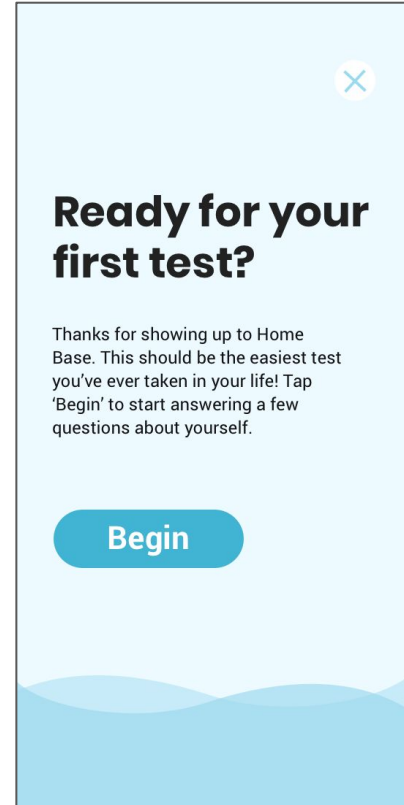 Ready for your
first test?
Thanks for showing up to Home
Base. This should be the easiest test
you’ve ever taken in your life! Tap
‘Begin’ to start answering a few
questions about yourself.
Begin